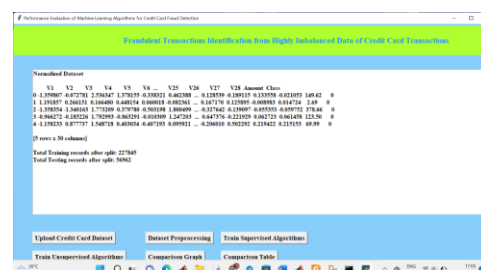 Performance Evaluation of Machine Learning Algorithms for Credit Card Fraud Detection
Fraudulent Transactions Identification from Highly Imbalanced Data of Credit Card Transactions
Normalized Dataset
V1 V2 V3 V4 V5 V6 ... V25 V26 V27 V28 Amount Class
0 -1.359807 -0.072781 2.536347 1.378155 -0.338321 0.462388 ... 0.128539 -0.189115 0.133558 -0.021053 149.62 0
1 1.191857 0.266151 0.166480 0.448154 0.060018 -0.082361 ... 0.167170 0.125895 -0.008983 0.014724 2.69 0
2 -1.358354 -1.340163 1.773209 0.379780 -0.503198 1.800499 ... -0.327642 -0.139097 -0.055353 -0.059752 378.66 0
3 -0.966272 -0.185226 1.792993 -0.863291 -0.010309 1.247203 ... 0.647376 -0.221929 0.062723 0.061458 123.50 0
4 -1.158233 0.877737 1.548718 0.403034 -0.407193 0.095921 ... -0.206010 0.502292 0.219422 0.215153 69.99 0
[5 rows x 30 columns]
Total Training records after split: 227845
Total Testing records after split: 56962
Upload Credit Card Dataset Dataset Preprocessing Train Supervised Algorithms
Train Unsupervised Algorithms Comparison Graph Comparison Table
20°C ENG 17:05